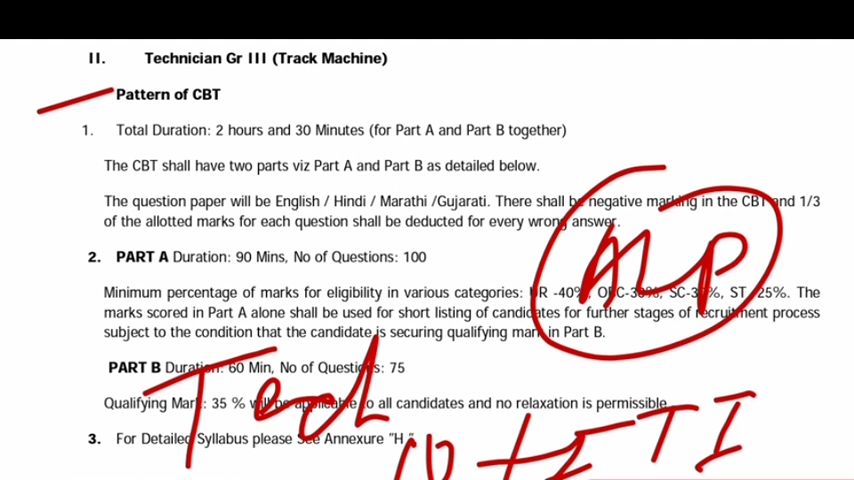 II. Technician Gr III (Track Machine)
Pattern of CBT
1. Total Duration: 2 hours and 30 Minutes (for Part A and Part B together)
The CBT shall have two parts viz Part A and Part B as detailed below.
The question paper will be English / Hindi / Marathi /Gujarati. There shall be negative marking in the CBT and 1/3
of the allotted marks for each question shall be deducted for every wrong answer.
ALP
2. PART A Duration: 90 Mins, No of Questions: 100
Minimum percentage of marks for eligibility in various categories: UR -40%, OBC-30%, SC-30%, ST -25%. The
marks scored in Part A alone shall be used for short listing of candidates for further stages of recruitment process
subject to the condition that the candidate is securing qualifying mark in Part B.
PART B Duration: 60 Min, No of Questions: 75
Qualifying Mark: 35 % will be applicable to all candidates and no relaxation is permissible.
3. For Detailed Syllabus please See Annexure "H"
Tech
10 + ITI